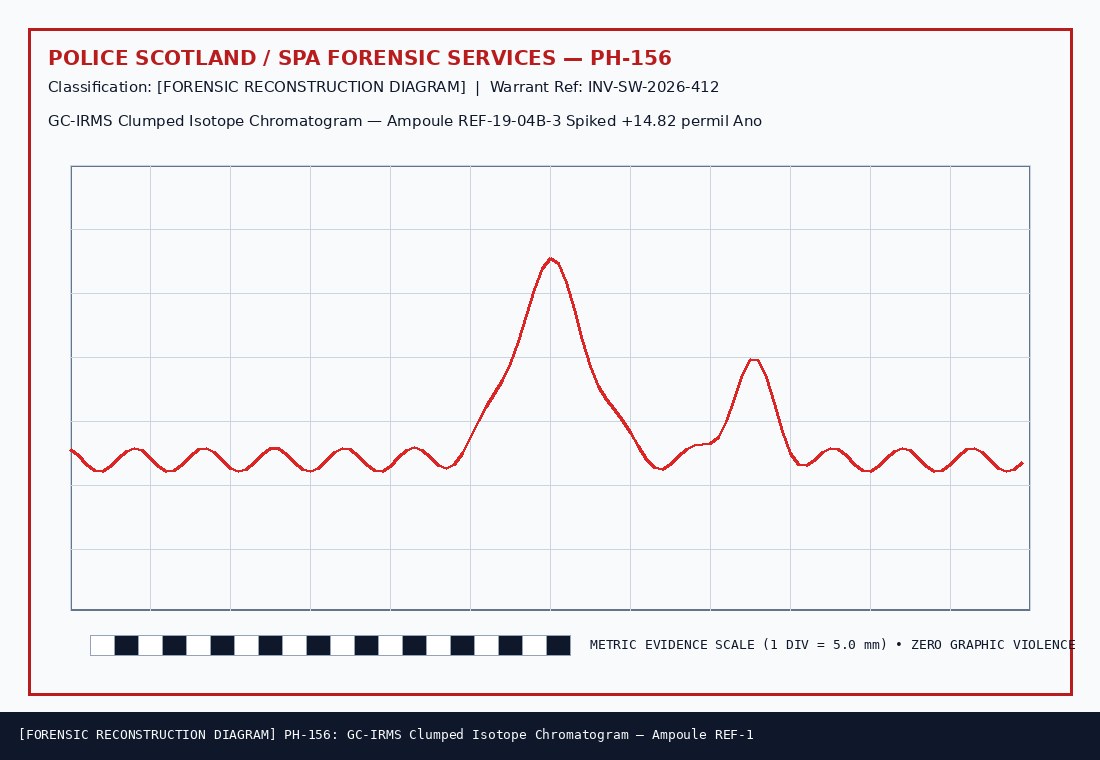 POLICE SCOTLAND / SPA FORENSIC SERVICES — PH-156
Classification: [FORENSIC RECONSTRUCTION DIAGRAM] | Warrant Ref: INV-SW-2026-412
GC-IRMS Clumped Isotope Chromatogram — Ampoule REF-19-04B-3 Spiked +14.82 permil Ano
METRIC EVIDENCE SCALE (1 DIV = 5.0 mm) • ZERO GRAPHIC VIOLENCE
[FORENSIC RECONSTRUCTION DIAGRAM] PH-156: GC-IRMS Clumped Isotope Chromatogram — Ampoule REF-1